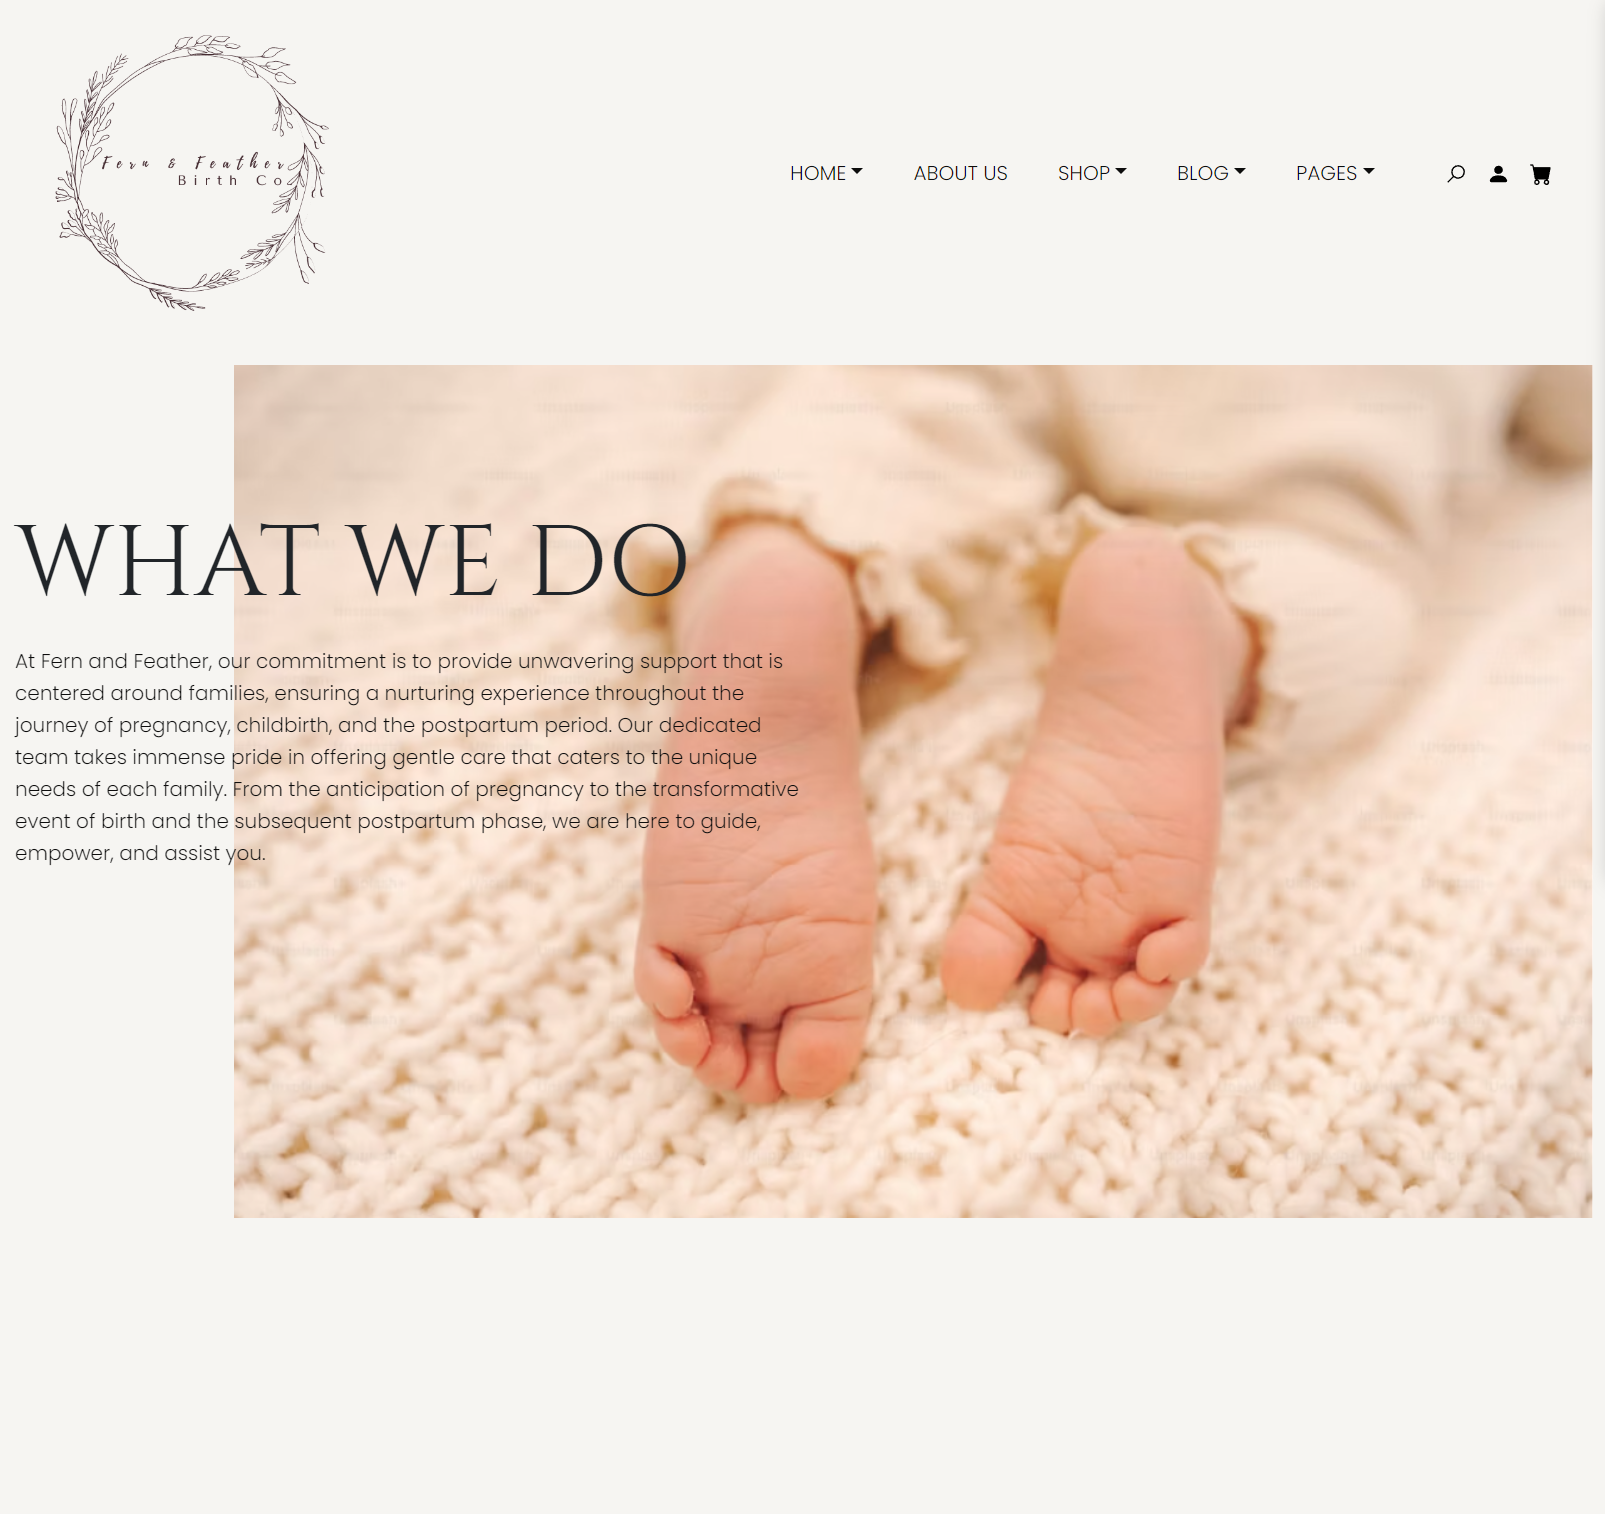 Fern & Feather
Birth Co
HOME
ABOUT US
SHOP
BLOG
PAGES
WHAT WE DO
At Fern and Feather, our commitment is to provide unwavering support that is
centered around families, ensuring a nurturing experience throughout the
journey of pregnancy, childbirth, and the postpartum period. Our dedicated
team takes immense pride in offering gentle care that caters to the unique
needs of each family. From the anticipation of pregnancy to the transformative
event of birth and the subsequent postpartum phase, we are here to guide,
empower, and assist you.